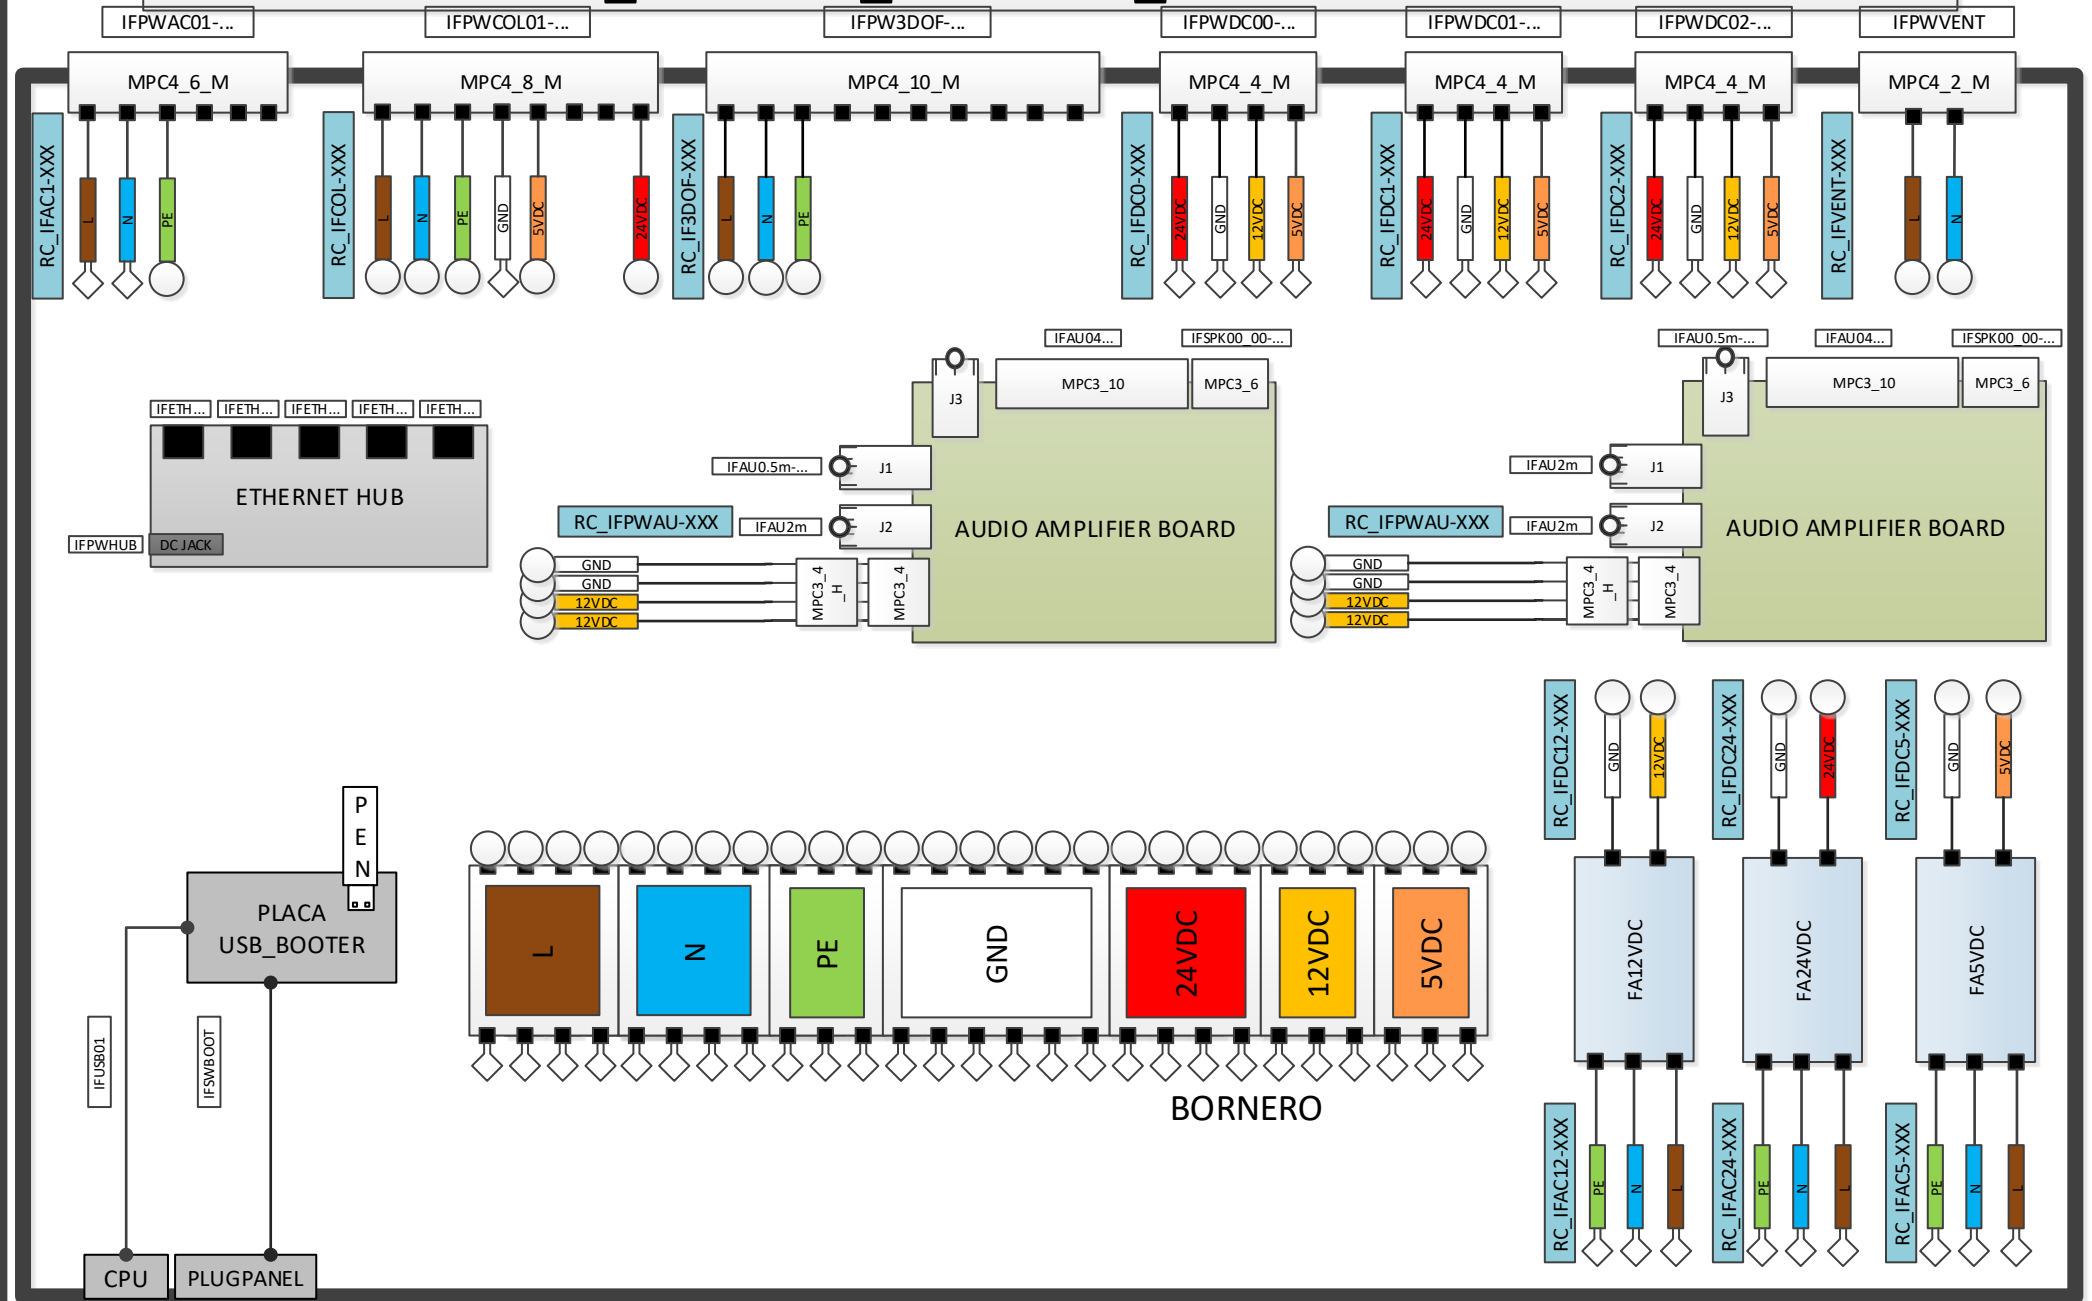 IFPWAC01-...
IFPWCOL01-...
IFPW3DOF-...
IFPWDC00-...
IFPWDC01-...
IFPWDC02-...
IFPWVENT
MPC4_6_M
MPC4_8_M
MPC4_10_M
MPC4_4_M
MPC4_4_M
MPC4_4_M
MPC4_2_M
RC_IFAC1-XXX
L
N
PE
RC_IFCOL-XXX
L
N
PE
GND
5VDC
24VDC
RC_IF3DOF-XXX
L
N
PE
RC_IFDC0-XXX
24VDC
GND
12VDC
5VDC
RC_IFDC1-XXX
24VDC
GND
12VDC
5VDC
RC_IFDC2-XXX
24VDC
GND
12VDC
5VDC
RC_IFVENT-XXX
L
N
IFETH...
IFETH...
IFETH...
IFETH...
IFETH...
ETHERNET HUB
IFPWHUB
DC JACK
IFAU04...
IFSPK00_00-...
J3
MPC3_10
MPC3_6
IFAU0.5m-...
J1
RC_IFPWAU-XXX
IFAU2m
J2
AUDIO AMPLIFIER BOARD
GND
GND
12VDC
12VDC
MPC3_4
_H
MPC3_4
IFAU0.5m-...
IFAU04...
IFSPK00_00-...
J3
MPC3_10
MPC3_6
IFAU2m
J1
RC_IFPWAU-XXX
IFAU2m
J2
AUDIO AMPLIFIER BOARD
GND
GND
12VDC
12VDC
MPC3_4
_H
MPC3_4
RC_IFDC12-XXX
GND
12VDC
RC_IFDC24-XXX
GND
24VDC
RC_IFDC5-XXX
GND
5VDC
P
E
N
PLACA
USB_BOOTER
IFUSB01
IFSWBOOT
CPU
PLUGPANEL
L
N
PE
GND
24VDC
12VDC
5VDC
BORNERO
FA12VDC
FA24VDC
FA5VDC
RC_IFAC12-XXX
PE
N
L
RC_IFAC24-XXX
PE
N
L
RC_IFAC5-XXX
PE
N
L